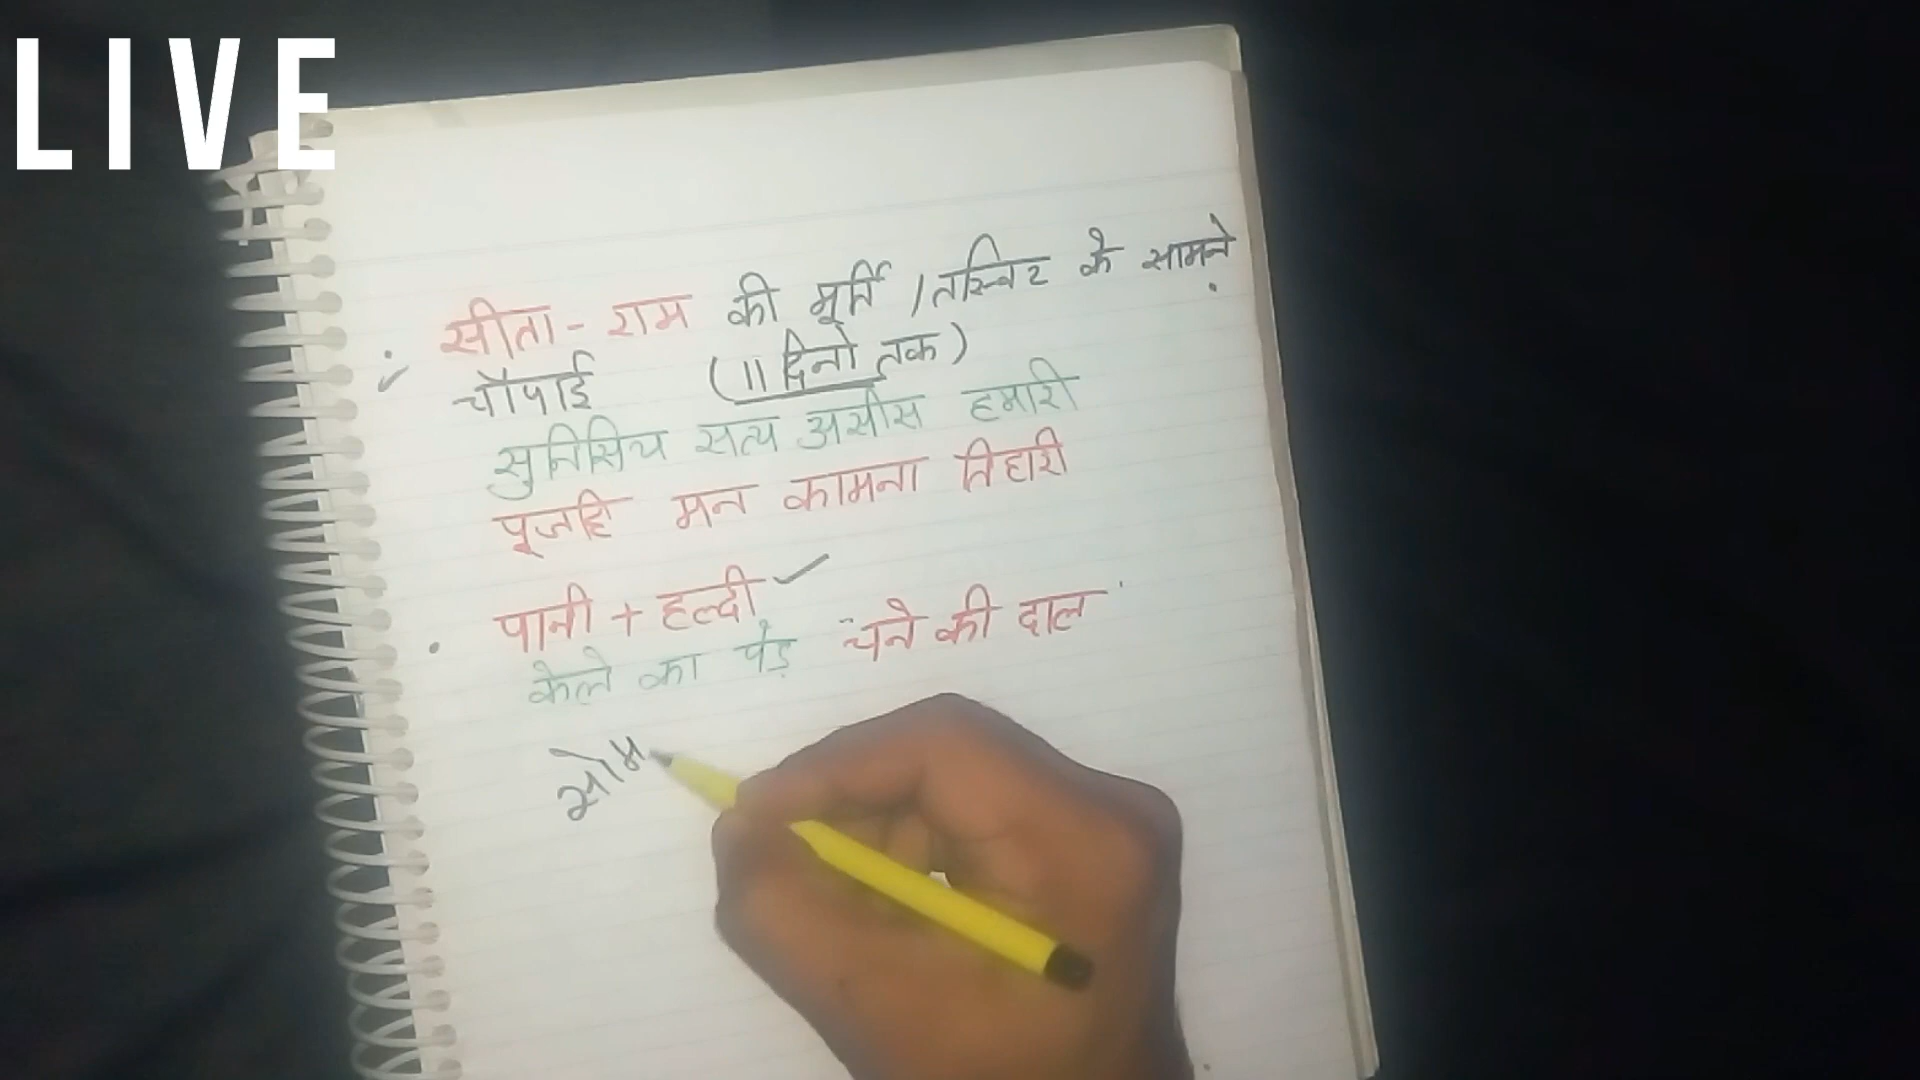 LIVE
सीता - राम की मूर्ति / तस्विर के सामने
चौपाई (11 दिनो तक)
सुनिसिय सत्य असीस हमारी
पूजहि मन कामना तिहारी
पानी + हल्दी
केले का पेड़ चने की दाल
सोम